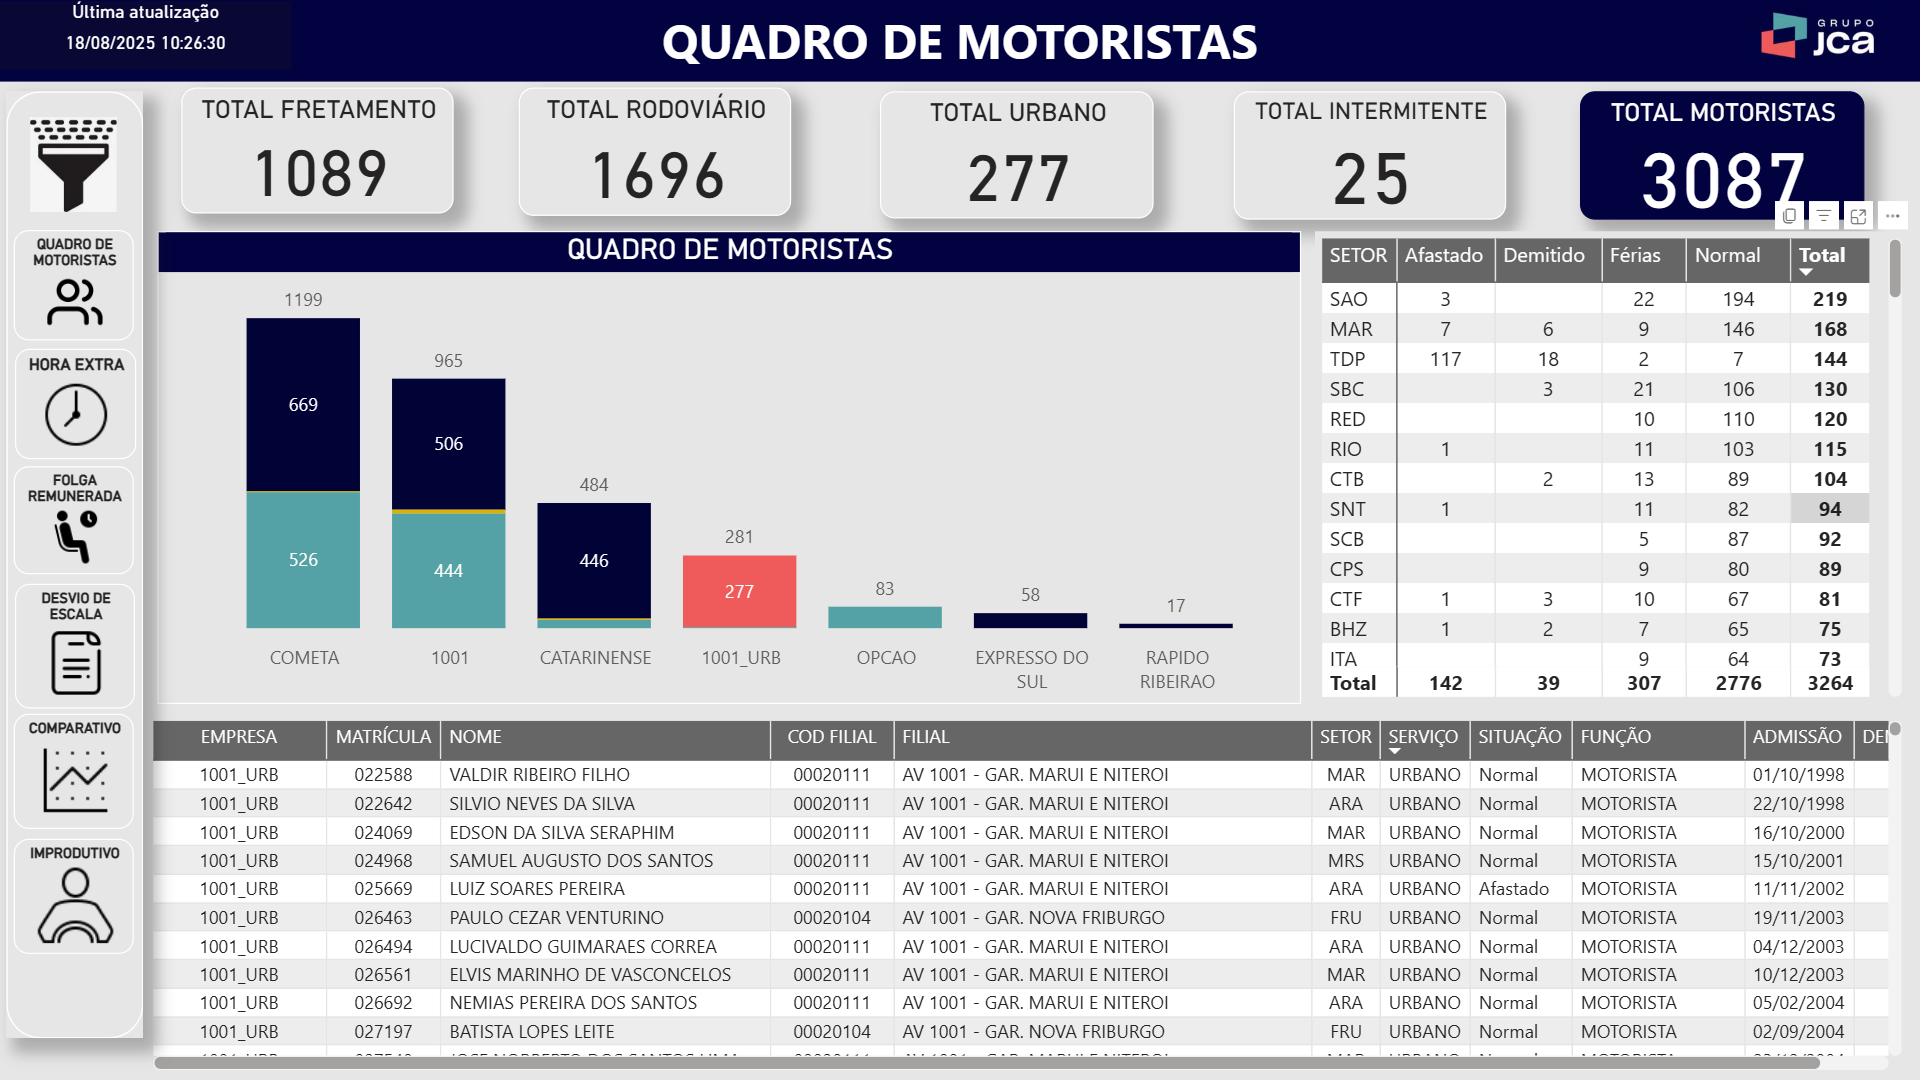 Última atualização
18/08/2025 10:26:30
QUADRO DE MOTORISTAS
GRUPO
jca
TOTAL FRETAMENTO
1089
TOTAL RODOVIÁRIO
1696
TOTAL URBANO
277
TOTAL INTERMITENTE
25
TOTAL MOTORISTAS
3087
QUADRO DE
MOTORISTAS
HORA EXTRA
FOLGA
REMUNERADA
DESVIO DE
ESCALA
COMPARATIVO
IMPRODUTIVO
QUADRO DE MOTORISTAS
1199
669
526
965
506
444
484
446
281
277
83
58
17
COMETA
1001
CATARINENSE
1001_URB
OPCAO
EXPRESSO DO
SUL
RAPIDO
RIBEIRAO
SETOR Afastado Demitido Férias Normal Total
SAO 3 22 194 219
MAR 7 6 9 146 168
TDP 117 18 2 7 144
SBC 3 21 106 130
RED 10 110 120
RIO 1 11 103 115
CTB 2 13 89 104
SNT 1 11 82 94
SCB 5 87 92
CPS 9 80 89
CTF 1 3 10 67 81
BHZ 1 2 7 65 75
ITA 9 64 73
Total 142 39 307 2776 3264
EMPRESA MATRÍCULA NOME COD FILIAL FILIAL SETOR SERVIÇO SITUAÇÃO FUNÇÃO ADMISSÃO
1001_URB 022588 VALDIR RIBEIRO FILHO 00020111 AV 1001 - GAR. MARUI E NITEROI MAR URBANO Normal MOTORISTA 01/10/1998
1001_URB 022642 SILVIO NEVES DA SILVA 00020111 AV 1001 - GAR. MARUI E NITEROI ARA URBANO Normal MOTORISTA 22/10/1998
1001_URB 024069 EDSON DA SILVA SERAPHIM 00020111 AV 1001 - GAR. MARUI E NITEROI MAR URBANO Normal MOTORISTA 16/10/2000
1001_URB 024968 SAMUEL AUGUSTO DOS SANTOS 00020111 AV 1001 - GAR. MARUI E NITEROI MRS URBANO Normal MOTORISTA 15/10/2001
1001_URB 025669 LUIZ SOARES PEREIRA 00020111 AV 1001 - GAR. MARUI E NITEROI ARA URBANO Afastado MOTORISTA 11/11/2002
1001_URB 026463 PAULO CEZAR VENTURINO 00020104 AV 1001 - GAR. NOVA FRIBURGO FRU URBANO Normal MOTORISTA 19/11/2003
1001_URB 026494 LUCIVALDO GUIMARAES CORREA 00020111 AV 1001 - GAR. MARUI E NITEROI ARA URBANO Normal MOTORISTA 04/12/2003
1001_URB 026561 ELVIS MARINHO DE VASCONCELOS 00020111 AV 1001 - GAR. MARUI E NITEROI MAR URBANO Normal MOTORISTA 10/12/2003
1001_URB 026692 NEMIAS PEREIRA DOS SANTOS 00020111 AV 1001 - GAR. MARUI E NITEROI ARA URBANO Normal MOTORISTA 05/02/2004
1001_URB 027197 BATISTA LOPES LEITE 00020104 AV 1001 - GAR. NOVA FRIBURGO FRU URBANO Normal MOTORISTA 02/09/2004